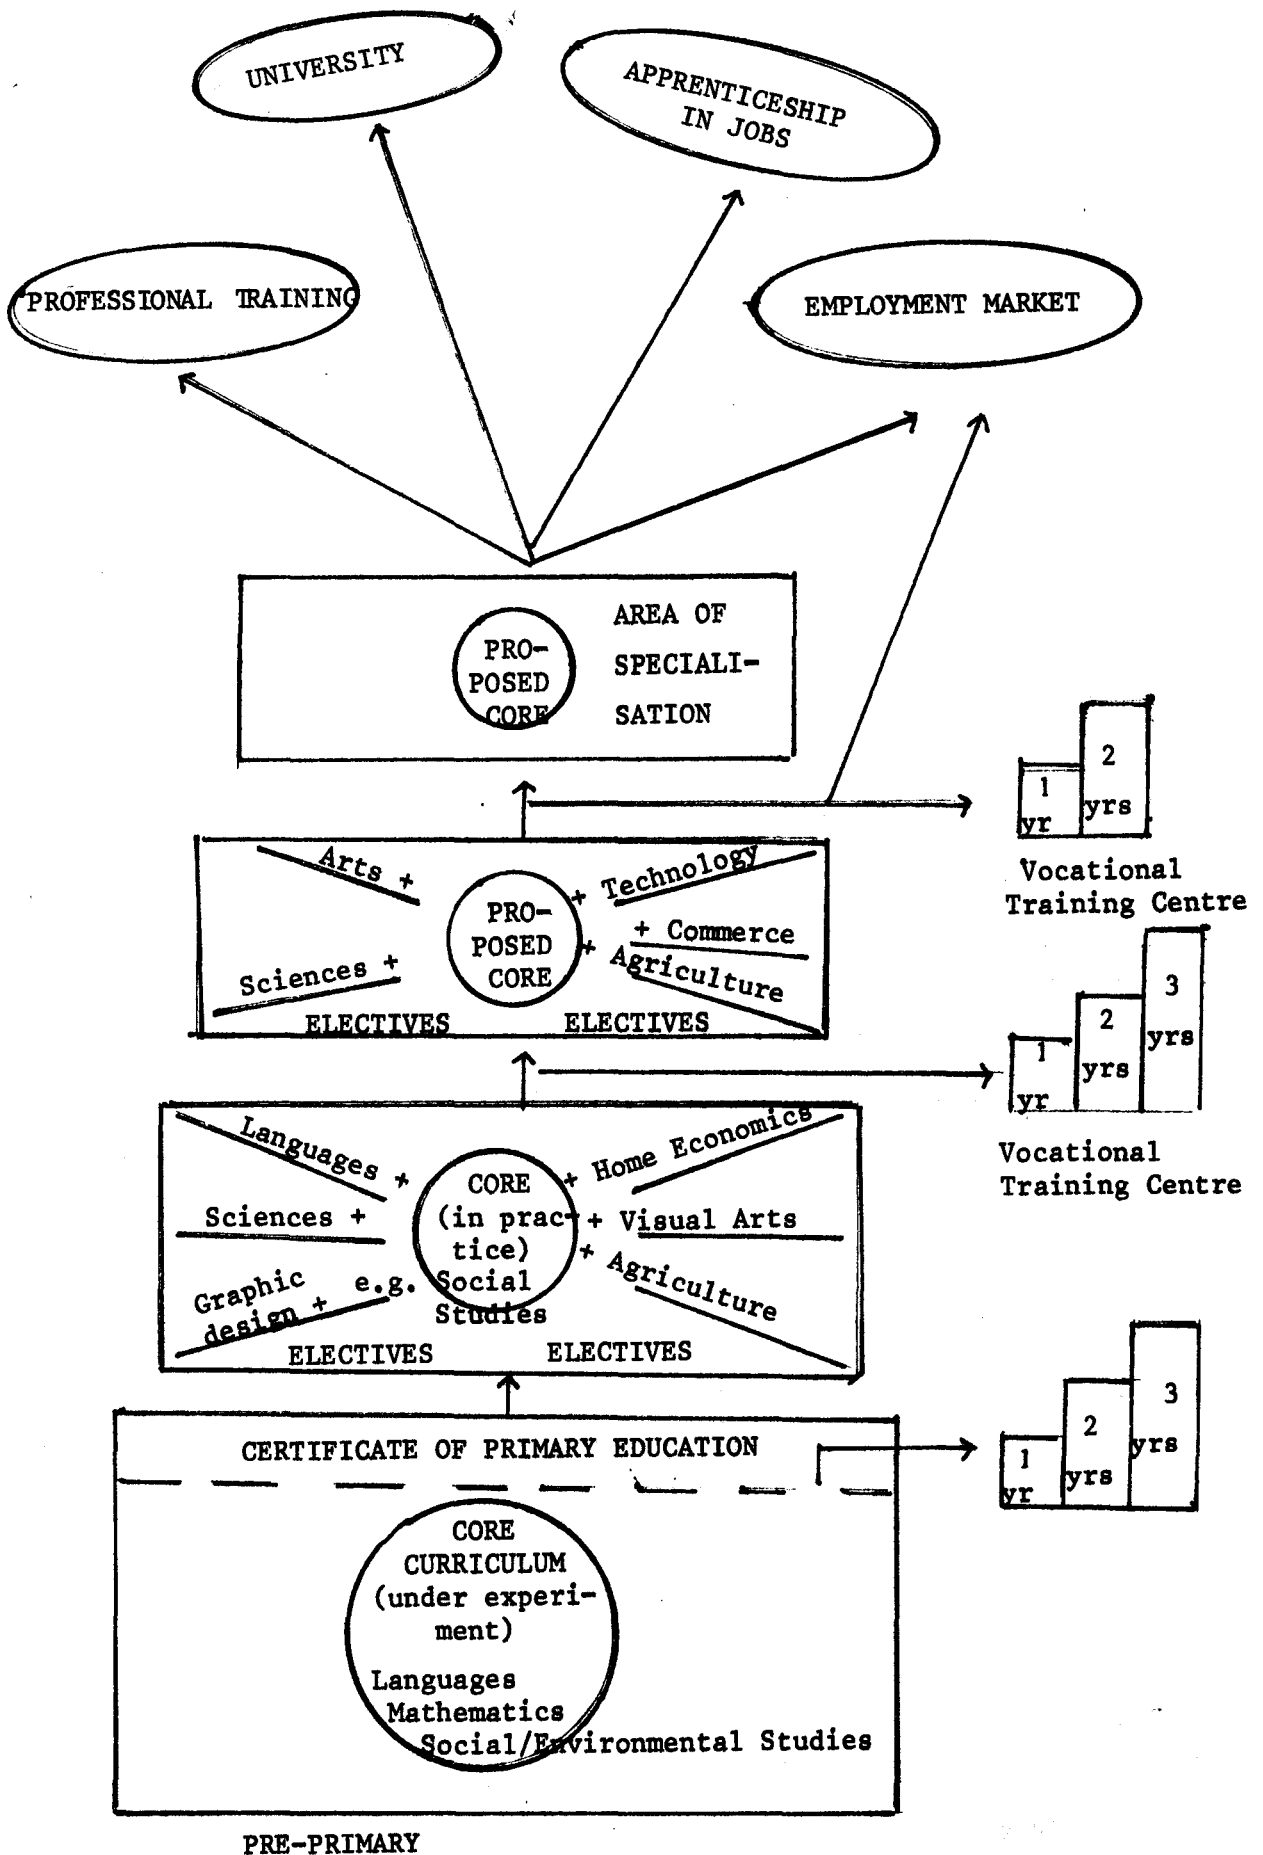 UNIVERSITY
APPRENTICESHIP
IN JOBS
PROFESSIONAL TRAINING
EMPLOYMENT MARKET
PRO-
POSED
CORE
AREA OF
SPECIALI-
SATION
1
yr
2
yrs
Vocational
Training Centre
Arts +
Sciences +
PRO-
POSED
CORE
+ Technology
+ Commerce
+ Agriculture
ELECTIVES
ELECTIVES
1
yr
2
yrs
3
yrs
Vocational
Training Centre
Languages +
Sciences +
Graphic
design +
CORE
(in prac-
tice)
e.g. Social
Studies
+ Home Economics
+ Visual Arts
+ Agriculture
ELECTIVES
ELECTIVES
CERTIFICATE OF PRIMARY EDUCATION
1
yr
2
yrs
3
yrs
CORE
CURRICULUM
(under experi-
ment)
Languages
Mathematics
Social/Environmental Studies
PRE-PRIMARY